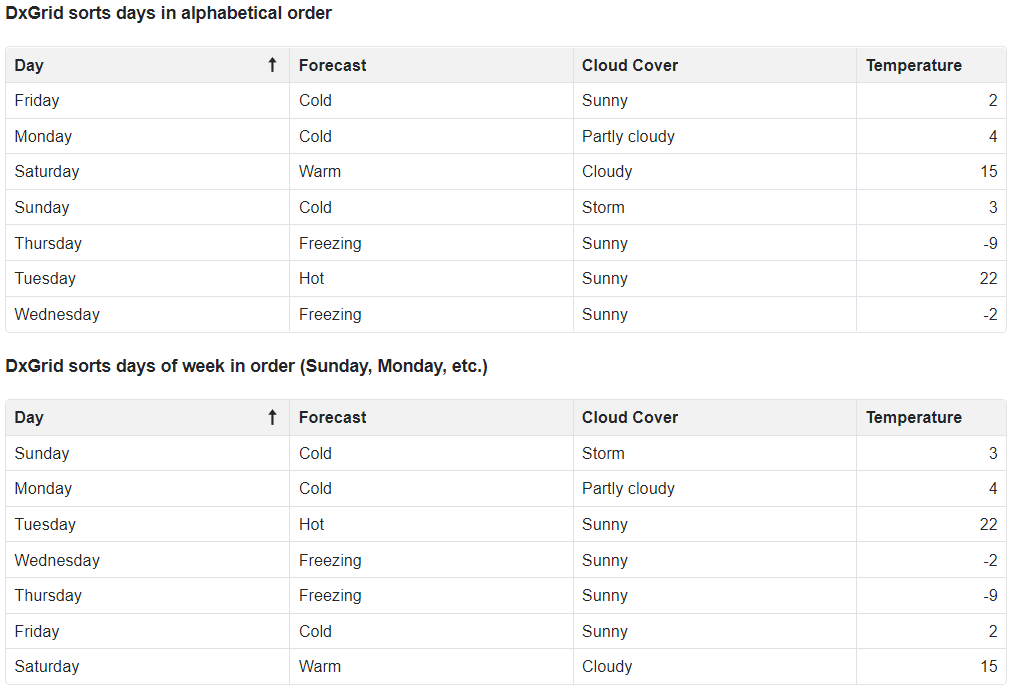 DxGrid sorts days in alphabetical order
Day ↑ Forecast Cloud Cover Temperature
Friday Cold Sunny 2
Monday Cold Partly cloudy 4
Saturday Warm Cloudy 15
Sunday Cold Storm 3
Thursday Freezing Sunny -9
Tuesday Hot Sunny 22
Wednesday Freezing Sunny -2
DxGrid sorts days of week in order (Sunday, Monday, etc.)
Day ↑ Forecast Cloud Cover Temperature
Sunday Cold Storm 3
Monday Cold Partly cloudy 4
Tuesday Hot Sunny 22
Wednesday Freezing Sunny -2
Thursday Freezing Sunny -9
Friday Cold Sunny 2
Saturday Warm Cloudy 15